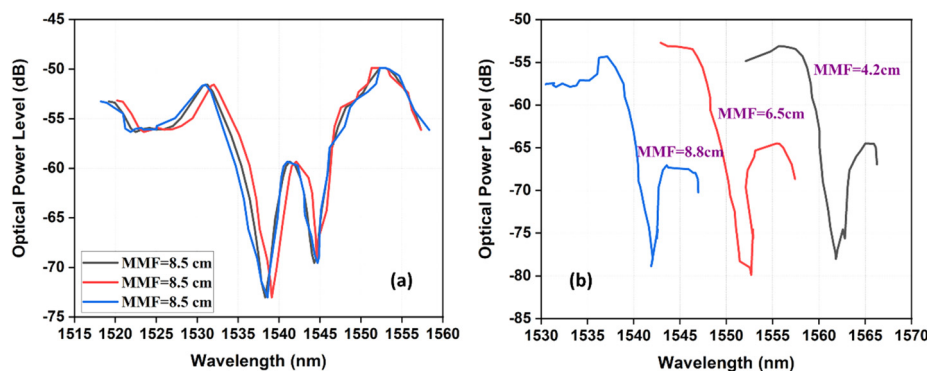 -45
-50
-55
-60
-65
-70
-75
Optical Power Level (dB)
MMF=8.5 cm
MMF=8.5 cm
MMF=8.5 cm
(a)
1515 1520 1525 1530 1535 1540 1545 1550 1555 1560
Wavelength (nm)
-50
-55
-60
-65
-70
-75
-80
-85
Optical Power Level (dB)
MMF=4.2cm
MMF=6.5cm
MMF=8.8cm
(b)
1530 1535 1540 1545 1550 1555 1560 1565 1570
Wavelength (nm)